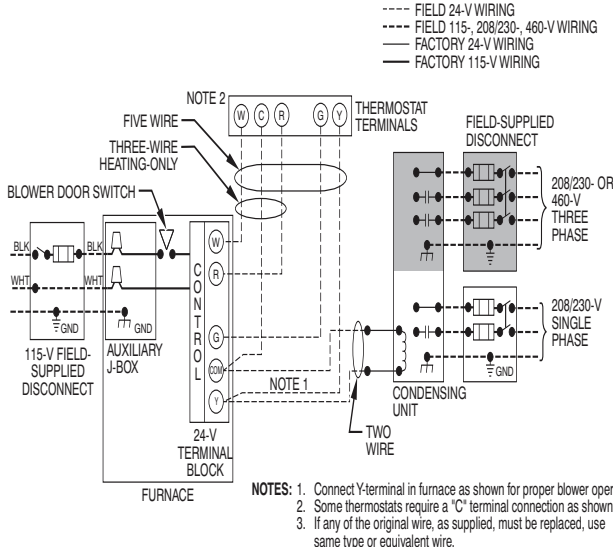 FIELD 24-V WIRING
FIELD 115-, 208/230-, 460-V WIRING
FACTORY 24-V WIRING
FACTORY 115-V WIRING
NOTE 2
W C R G Y
THERMOSTAT
TERMINALS
FIVE WIRE
THREE-WIRE
HEATING-ONLY
FIELD-SUPPLIED
DISCONNECT
BLOWER DOOR SWITCH
208/230- OR
460-V
THREE
PHASE
BLK
BLK
WHT
WHT
GND
GND
CONTROL
W
R
G
COM
Y
NOTE 1
208/230-V
SINGLE
PHASE
GND
115-V FIELD-
SUPPLIED
DISCONNECT
AUXILIARY
J-BOX
24-V
TERMINAL
BLOCK
FURNACE
CONDENSING
UNIT
TWO
WIRE
NOTES: 1. Connect Y-terminal in furnace as shown for proper blower oper
2. Some thermostats require a "C" terminal connection as shown
3. If any of the original wire, as supplied, must be replaced, use
same type or equivalent wire.